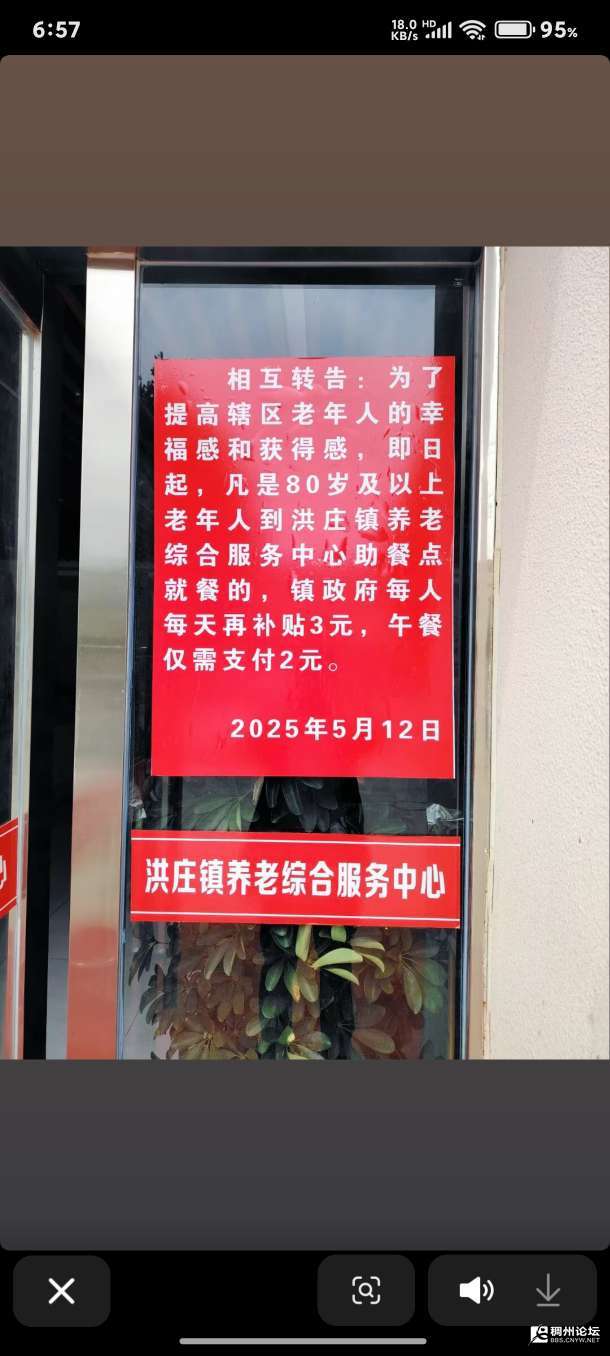 6:57
18.0 HD
KB/s
95%
相互转告：为了
提高辖区老年人的幸
福感和获得感，即日
起，凡是80岁及以上
老年人到洪庄镇养老
综合服务中心助餐点
就餐的，镇政府每人
每天再补贴3元，午餐
仅需支付2元。
2025年5月12日
洪庄镇养老综合服务中心
稠州论坛
BBS.CNYW.NET